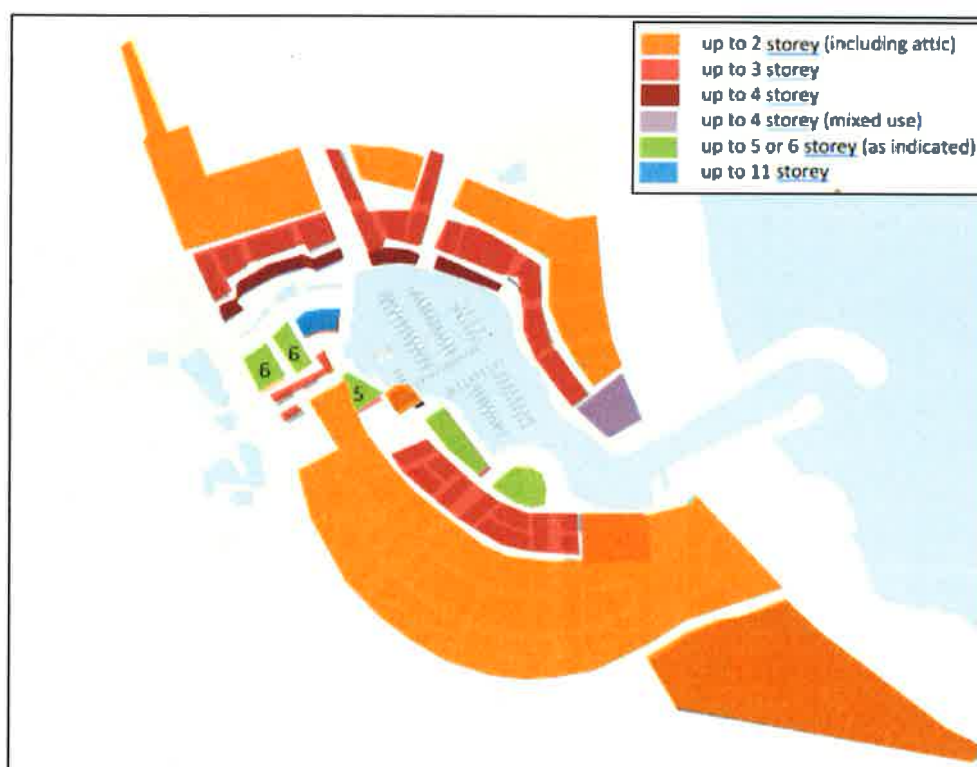 up to 2 storey (including attic)
up to 3 storey
up to 4 storey
up to 4 storey (mixed use)
up to 5 or 6 storey (as indicated)
up to 11 storey
6
6
5